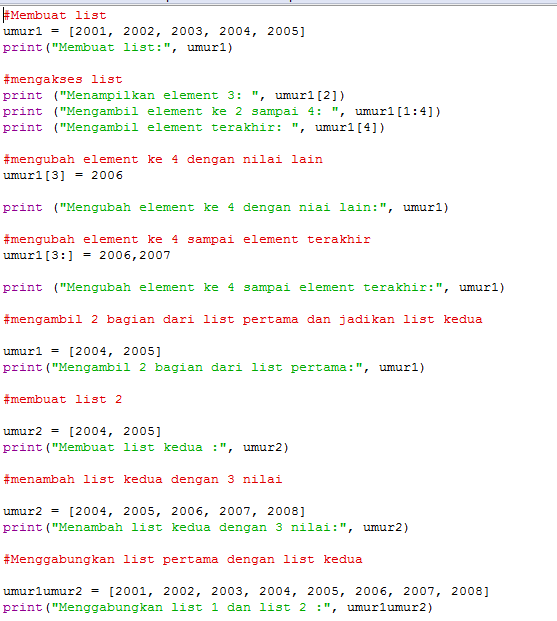 #Membuat list
umur1 = [2001, 2002, 2003, 2004, 2005]
print("Membuat list:", umur1)
#mengakses list
print ("Menampilkan element 3: ", umur1[2])
print ("Mengambil element ke 2 sampai 4: ", umur1[1:4])
print ("Mengambil element terakhir: ", umur1[4])
#mengubah element ke 4 dengan nilai lain
umur1[3] = 2006
print ("Mengubah element ke 4 dengan niai lain:", umur1)
#mengubah element ke 4 sampai element terakhir
umur1[3:] = 2006,2007
print ("Mengubah element ke 4 sampai element terakhir:", umur1)
#mengambil 2 bagian dari list pertama dan jadikan list kedua
umur1 = [2004, 2005]
print("Mengambil 2 bagian dari list pertama:", umur1)
#membuat list 2
umur2 = [2004, 2005]
print("Membuat list kedua :", umur2)
#menambah list kedua dengan 3 nilai
umur2 = [2004, 2005, 2006, 2007, 2008]
print("Menambah list kedua dengan 3 nilai:", umur2)
#Menggabungkan list pertama dengan list kedua
umur1umur2 = [2001, 2002, 2003, 2004, 2005, 2006, 2007, 2008]
print("Menggabungkan list 1 dan list 2 :", umur1umur2)